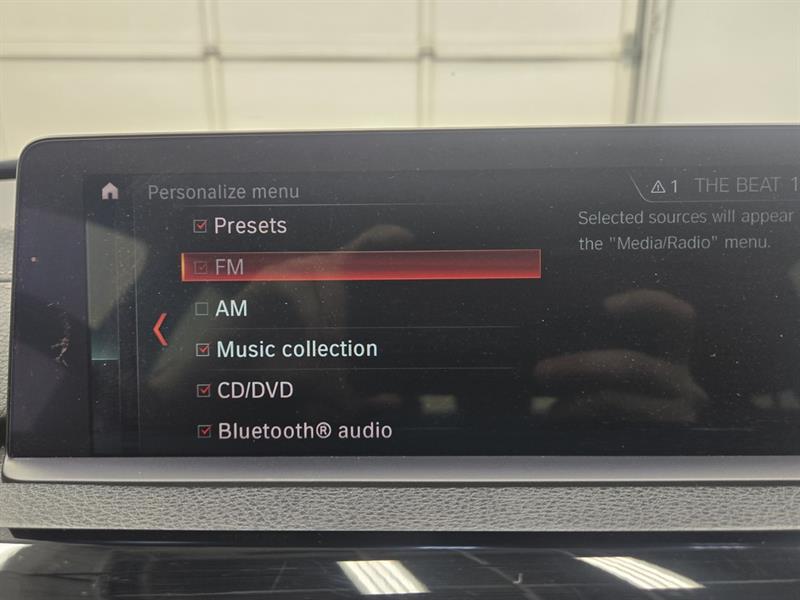 Personalize menu
1 THE BEAT 1
Presets
Selected sources will appear
the "Media/Radio" menu.
FM
AM
Music collection
CD/DVD
Bluetooth® audio